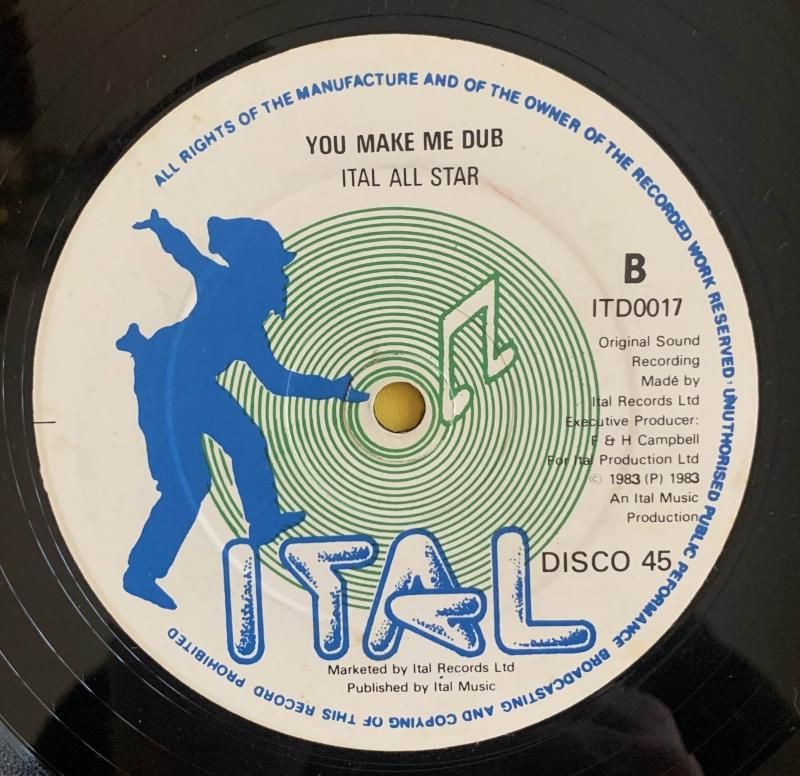 ALL RIGHTS OF THE MANUFACTURE AND OF THE OWNER OF THE RECORDED WORK RESERVED · UNAUTHORISED PUBLIC PEFORMANCE BROADCASTING AND COPYING OF THIS RECORD PROHIBITED
YOU MAKE ME DUB
ITAL ALL STAR
B
ITD0017
Original Sound
Recording
Made by
Ital Records Ltd
Executive Producer:
F & H Campbell
For Ital Production Ltd
© 1983 (P) 1983
An Ital Music
Production
DISCO 45
ITAL
Marketed by Ital Records Ltd
Published by Ital Music